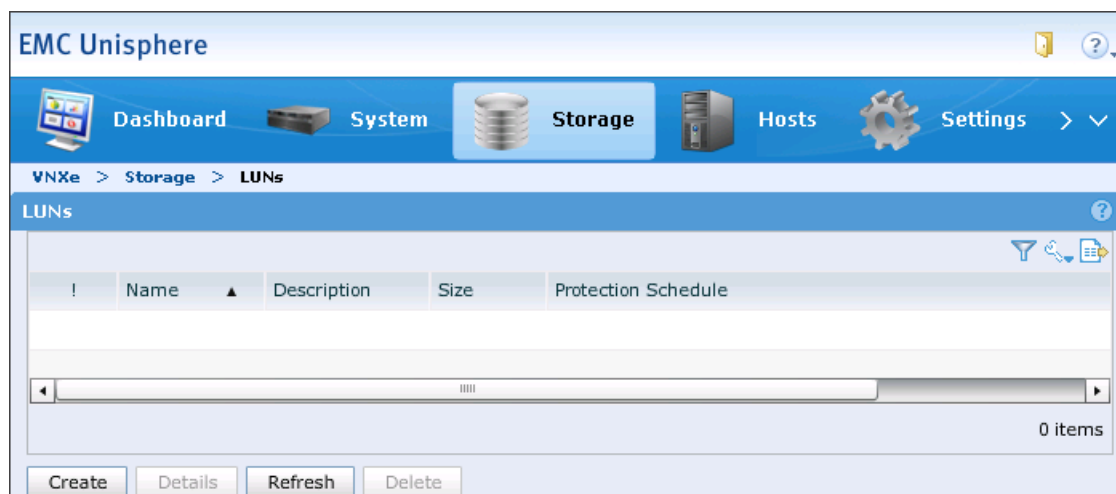 EMC Unisphere
Dashboard System Storage Hosts Settings
VNXe > Storage > LUNs
LUNs
! Name Description Size Protection Schedule
0 items
Create Details Refresh Delete